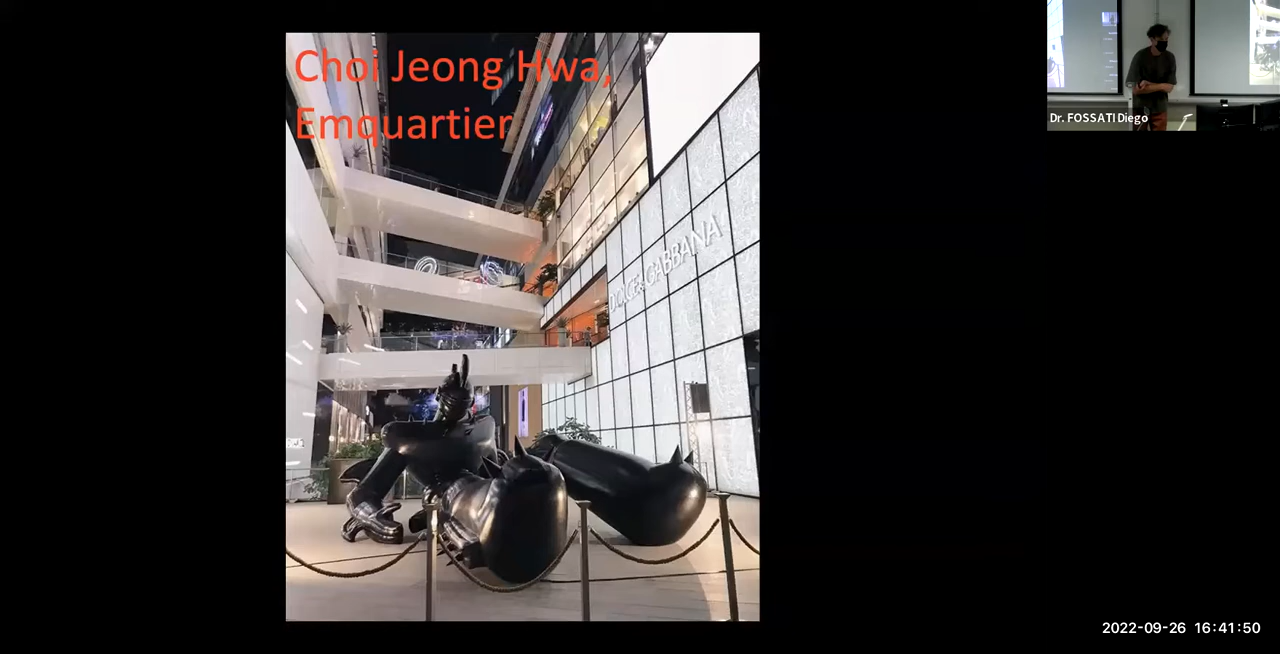 Choi Jeong Hwa,
Emquartier
DOLCE&GABBANA
Dr. FOSSATI Diego
2022-09-26 16:41:50